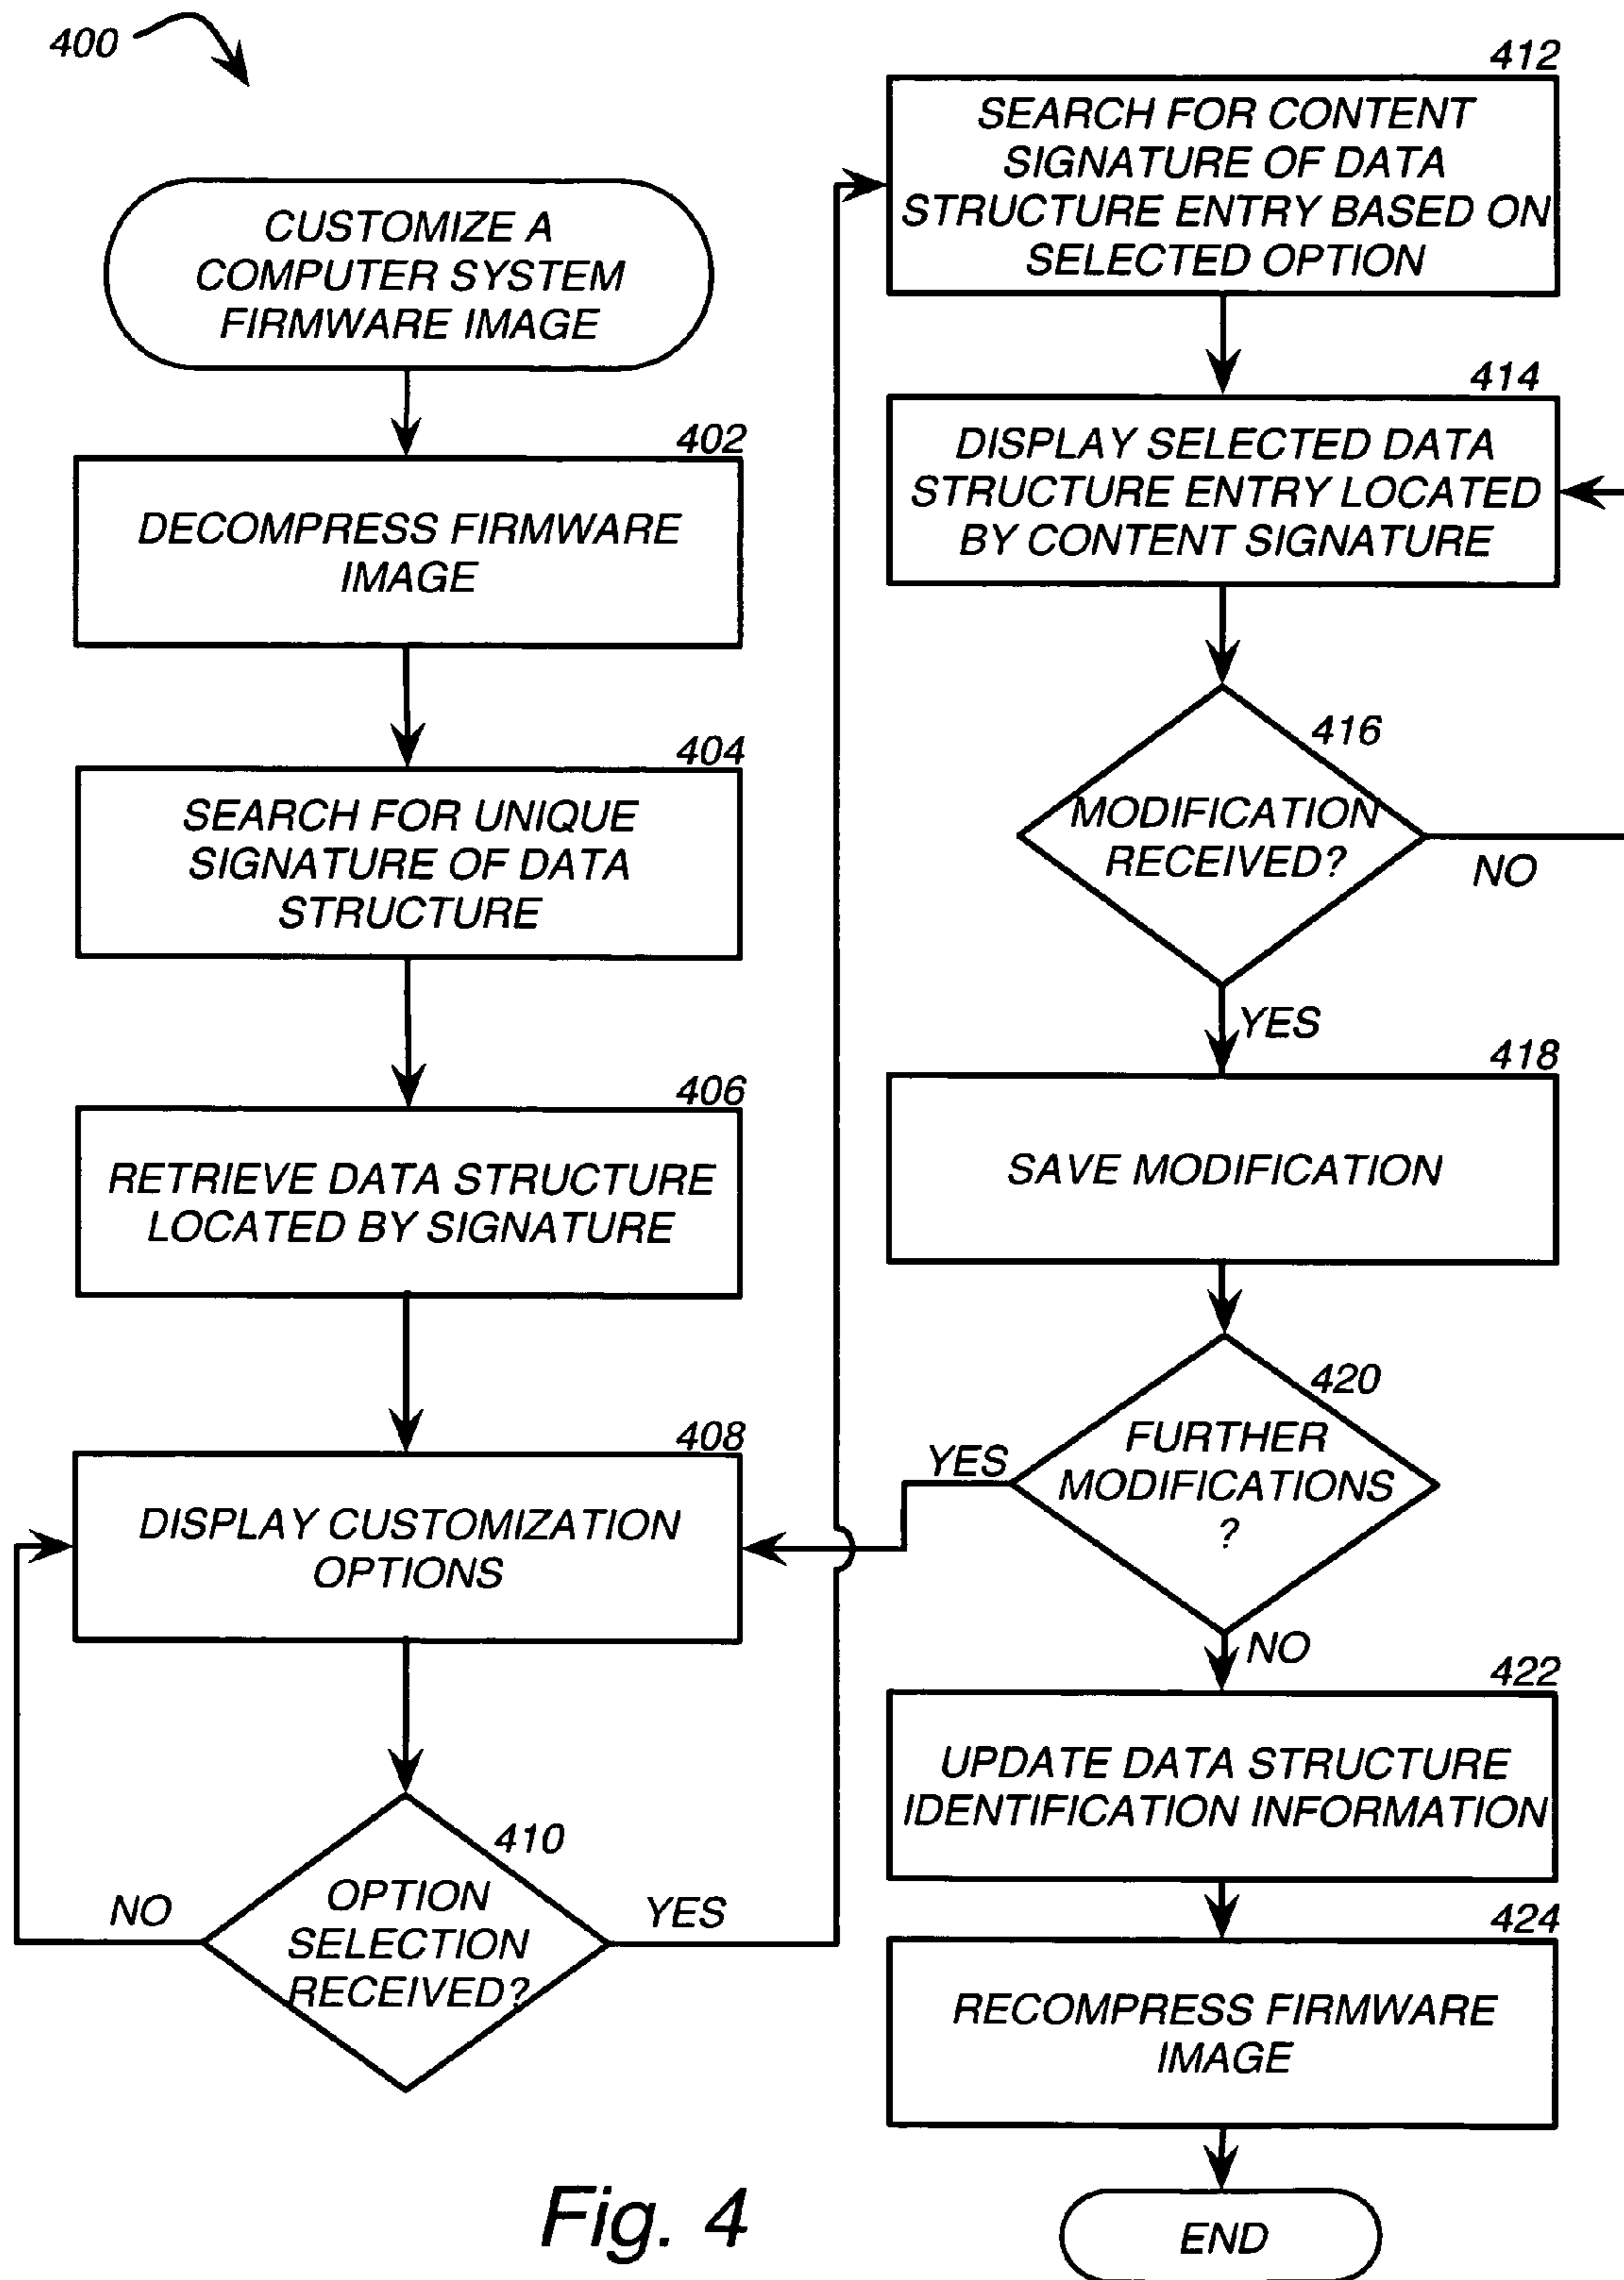 400
CUSTOMIZE A
COMPUTER SYSTEM
FIRMWARE IMAGE
402
DECOMPRESS FIRMWARE
IMAGE
404
SEARCH FOR UNIQUE
SIGNATURE OF DATA
STRUCTURE
406
RETRIEVE DATA STRUCTURE
LOCATED BY SIGNATURE
408
DISPLAY CUSTOMIZATION
OPTIONS
410
OPTION
SELECTION
RECEIVED?
NO
YES
412
SEARCH FOR CONTENT
SIGNATURE OF DATA
STRUCTURE ENTRY BASED ON
SELECTED OPTION
414
DISPLAY SELECTED DATA
STRUCTURE ENTRY LOCATED
BY CONTENT SIGNATURE
416
MODIFICATION
RECEIVED?
NO
YES
418
SAVE MODIFICATION
420
FURTHER
MODIFICATIONS
?
YES
NO
422
UPDATE DATA STRUCTURE
IDENTIFICATION INFORMATION
424
RECOMPRESS FIRMWARE
IMAGE
END
Fig. 4